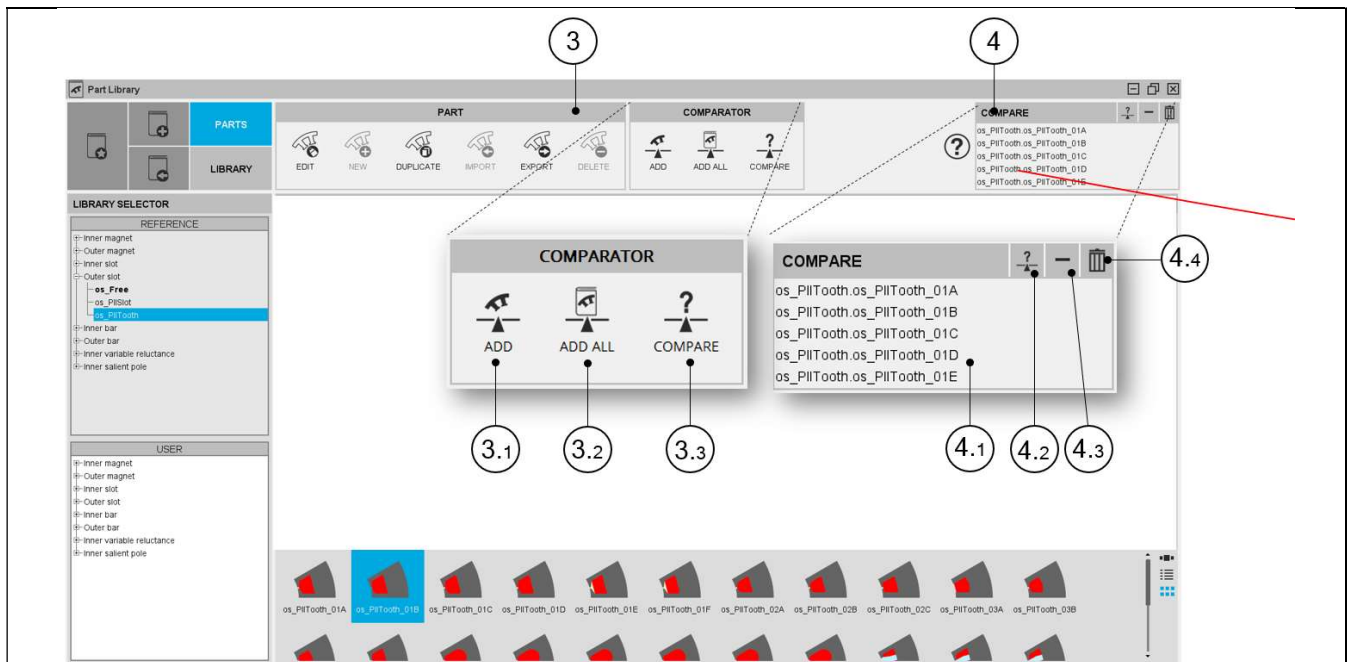 3
4
Part Library
PARTS
LIBRARY
PART
EDIT
NEW
DUPLICATE
IMPORT
EXPORT
DELETE
COMPARATOR
ADD
ADD ALL
?
COMPARE
?
COMPARE
?
os_PllTooth.os_PllTooth_01A
os_PllTooth.os_PllTooth_01B
os_PllTooth.os_PllTooth_01C
os_PllTooth.os_PllTooth_01D
os_PllTooth.os_PllTooth_01E
LIBRARY SELECTOR
REFERENCE
Inner magnet
Outer magnet
Inner slot
Outer slot
os_Free
os_PllSlot
os_PllTooth
Inner bar
Outer bar
Inner variable reluctance
Inner salient pole
COMPARATOR
ADD
ADD ALL
?
COMPARE
3.1
3.2
3.3
COMPARE
?
os_PllTooth.os_PllTooth_01A
os_PllTooth.os_PllTooth_01B
os_PllTooth.os_PllTooth_01C
os_PllTooth.os_PllTooth_01D
os_PllTooth.os_PllTooth_01E
4.4
4.1
4.2
4.3
USER
Inner magnet
Outer magnet
Inner slot
Outer slot
Inner bar
Outer bar
Inner variable reluctance
Inner salient pole
os_PllTooth_01A
os_PllTooth_01B
os_PllTooth_01C
os_PllTooth_01D
os_PllTooth_01E
os_PllTooth_01F
os_PllTooth_02A
os_PllTooth_02B
os_PllTooth_02C
os_PllTooth_03A
os_PllTooth_03B